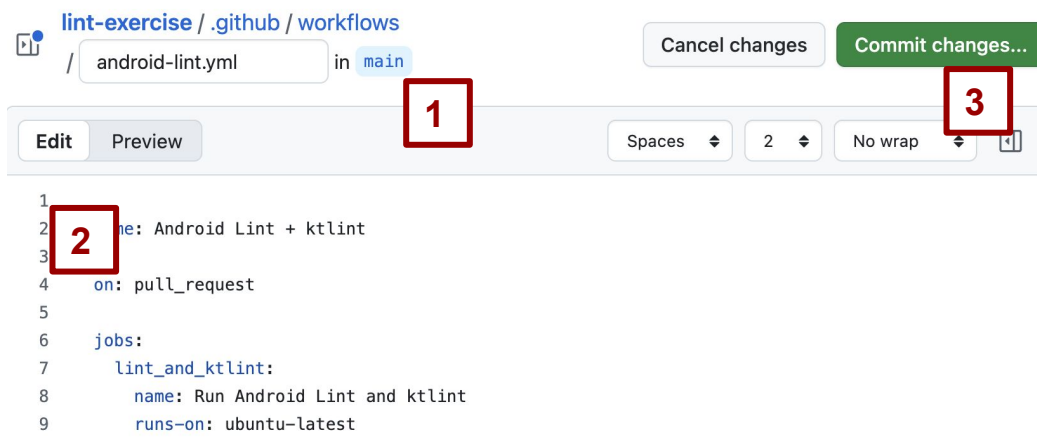 lint-exercise / .github / workflows
/ android-lint.yml in main
Cancel changes
Commit changes...
1
3
Edit
Preview
Spaces
2
No wrap
1
2 me: Android Lint + ktlint
2
3
4 on: pull_request
5
6 jobs:
7 lint_and_ktlint:
8 name: Run Android Lint and ktlint
9 runs-on: ubuntu-latest